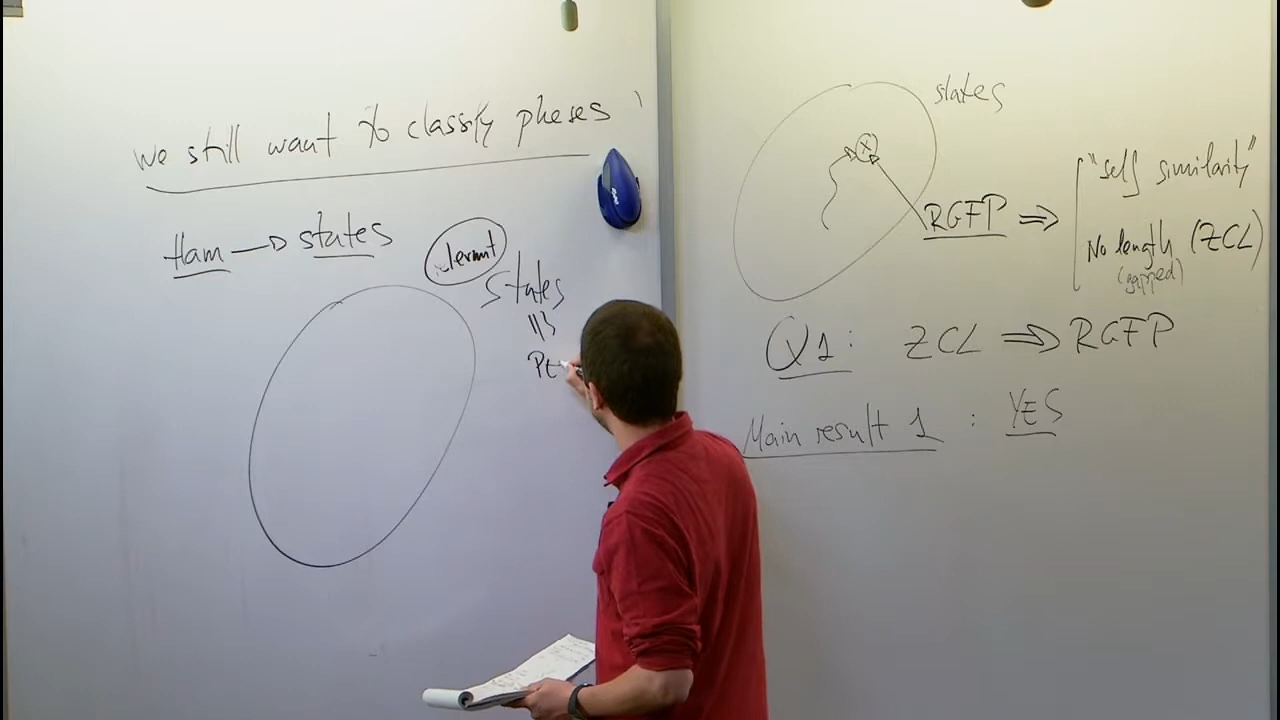 we still want to classify phases
Ham → states
relevant
states
PE
states
RGFP ⇒
"self similarity"
No length (ZCL)
(gapped)
Q1: ZCL ⇒ RGFP
Main result 1 : YES